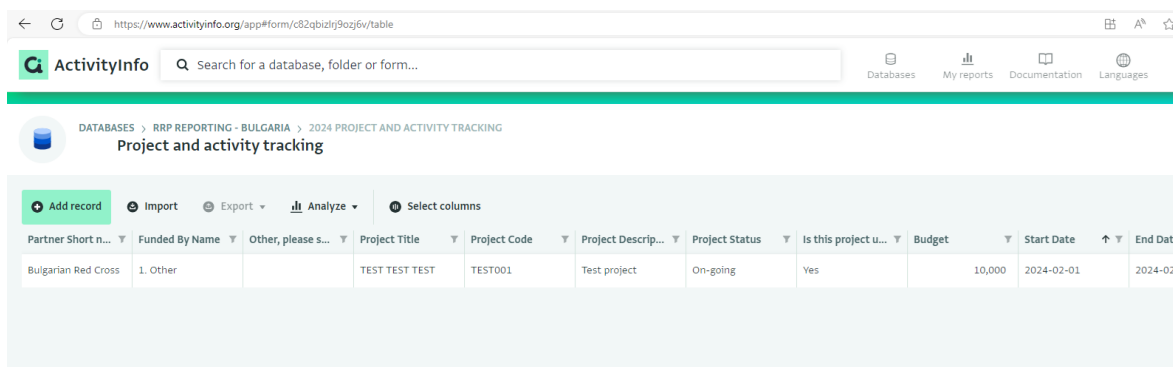 https://www.activityinfo.org/app#form/c82qbizlrj9ozj6v/table
ActivityInfo
Search for a database, folder or form...
Databases
My reports
Documentation
Languages
DATABASES > RRP REPORTING - BULGARIA > 2024 PROJECT AND ACTIVITY TRACKING
Project and activity tracking
Add record Import Export Analyze Select columns
Partner Short n... Funded By Name Other, please s... Project Title Project Code Project Descrip... Project Status Is this project u... Budget Start Date End Dat
Bulgarian Red Cross 1. Other TEST TEST TEST TEST001 Test project On-going Yes 10,000 2024-02-01 2024-02